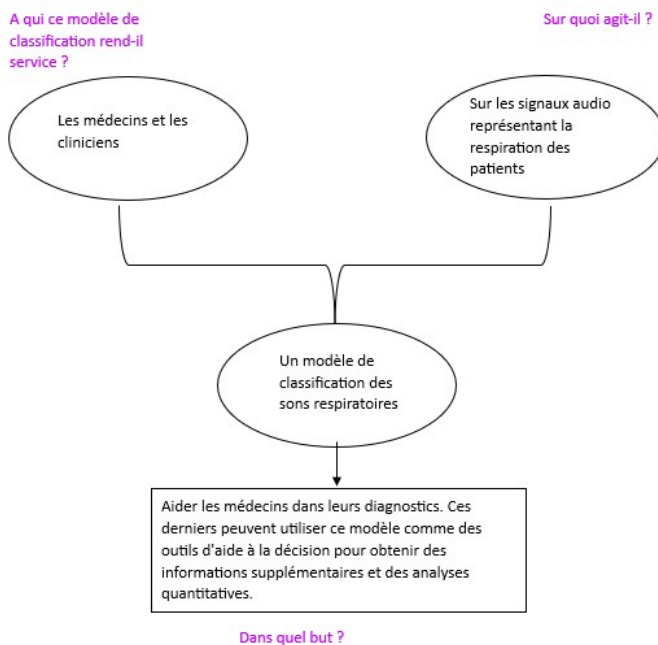 A qui ce modèle de
classification rend-il
service ?
Sur quoi agit-il ?
Les médecins et les
cliniciens
Sur les signaux audio
représentant la
respiration des
patients
Un modèle de
classification des
sons respiratoires
Aider les médecins dans leurs diagnostics. Ces
derniers peuvent utiliser ce modèle comme des
outils d'aide à la décision pour obtenir des
informations supplémentaires et des analyses
quantitatives.
Dans quel but ?